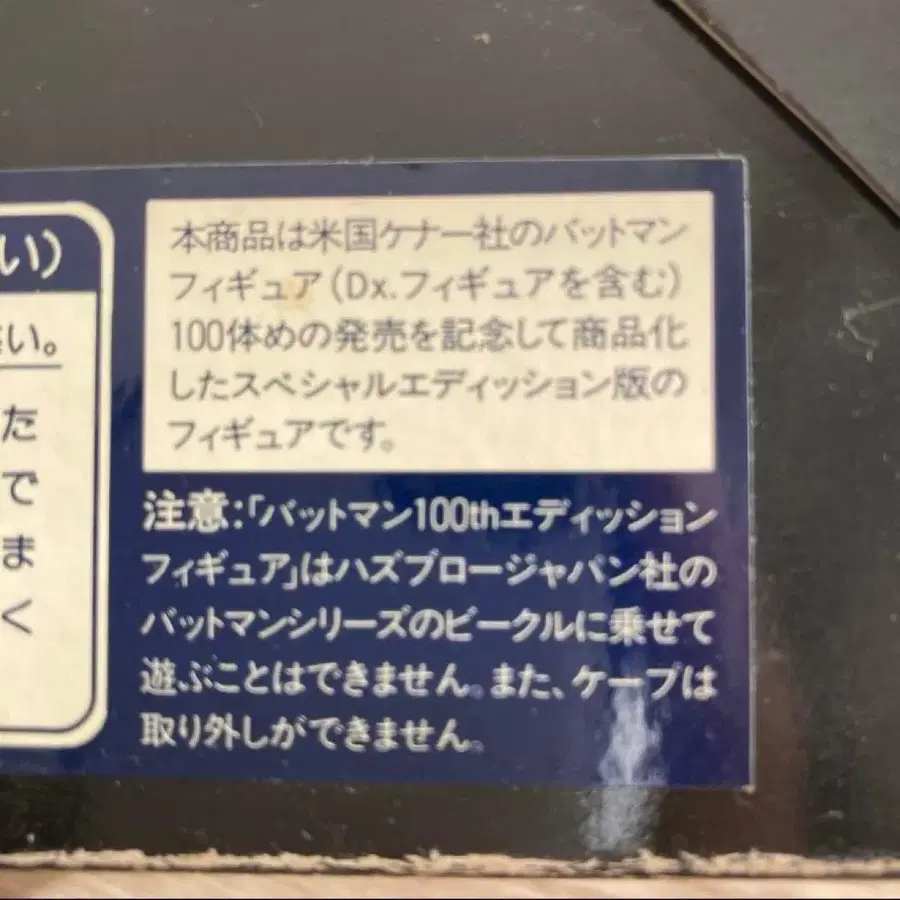 い)
い。
た
で
ま
く
本商品は米国ケナー社のバットマン
フィギュア(Dx.フィギュアを含む)
100体めの発売を記念して商品化
したスペシャルエディッション版の
フィギュアです。
注意:「バットマン100thエディッション
フィギュア」はハズブロージャパン社の
バットマンシリーズのビークルに乗せて
遊ぶことはできません。また、ケープは
取り外しができません。